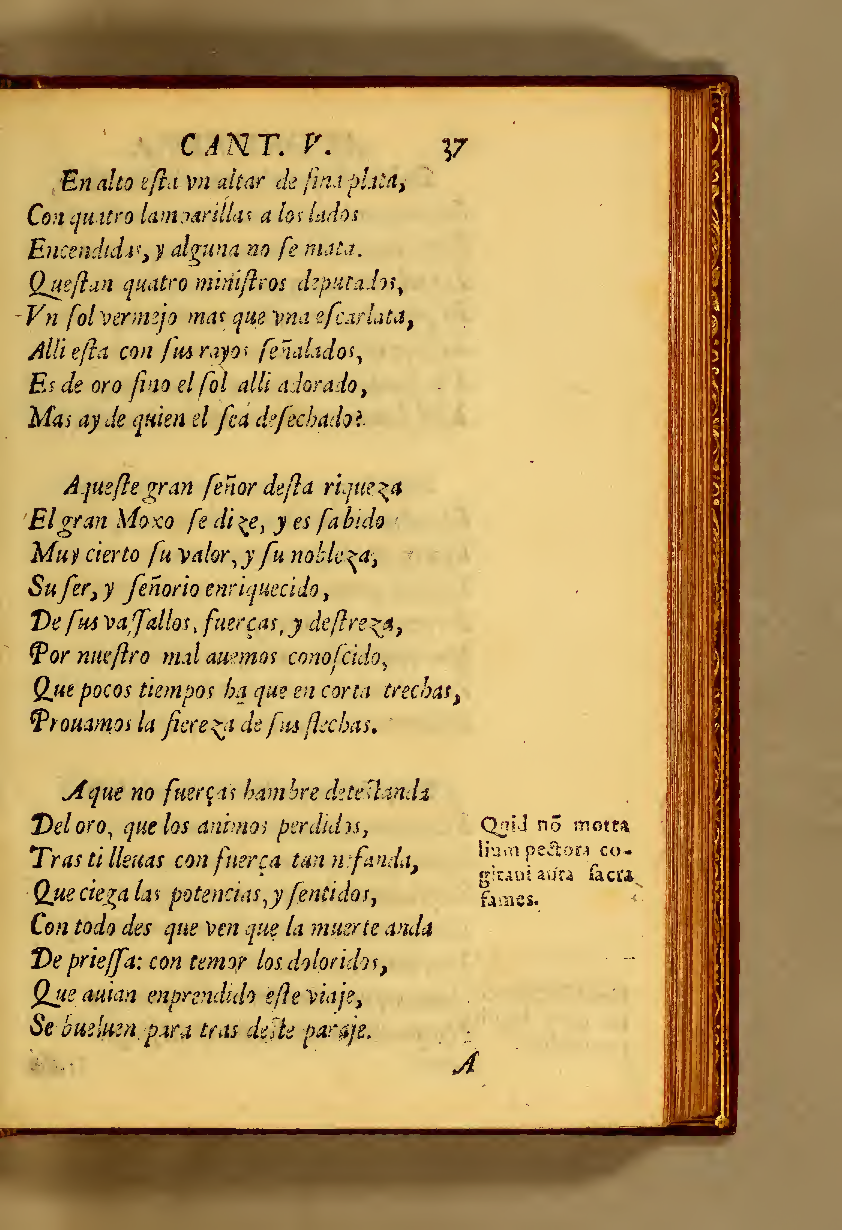 CANT. V. 37
En alto eſta vn altar de fina plata,
Con quatro lamparillas a los lados
Encendidas, y alguna no ſe mata.
Queſtan quatro miniſtros deputados,
Vn ſol vermejo mas que vna eſcarlata,
Alli eſta con ſus rayos ſeñalados,
Es de oro fino el ſol alli adorado,
Mas ay de quien el ſeá deſechado?
Aqueſte gran ſeñor deſta riqueza
El gran Moxo ſe dize, y es ſabido
Muy cierto ſu valor, y ſu nobleza,
Su ſer, y ſeñorio enriquecido,
De ſus vaſſallos, fuerças, y deſtreza,
Por nueſtro mal auemos conoſcido,
Que pocos tiempos ha que en corta trechas,
Prouamos la fiereza de ſus flechas.
A que no fuerças hambre deteſtanda
Del oro, que los animos perdidos,
Tras ti lleuas con fuerça tan nefanda,
Que ciega las potencias, y ſentidos,
Con todo des que ven que la muerte anda
De prieſſa: con temor los doloridos,
Que auian enprendido eſte viaje,
Se bueluen para tras deſte paraje.
Quid nõ morta
lium pectora co-
gitaui aura ſacra
fames.
A